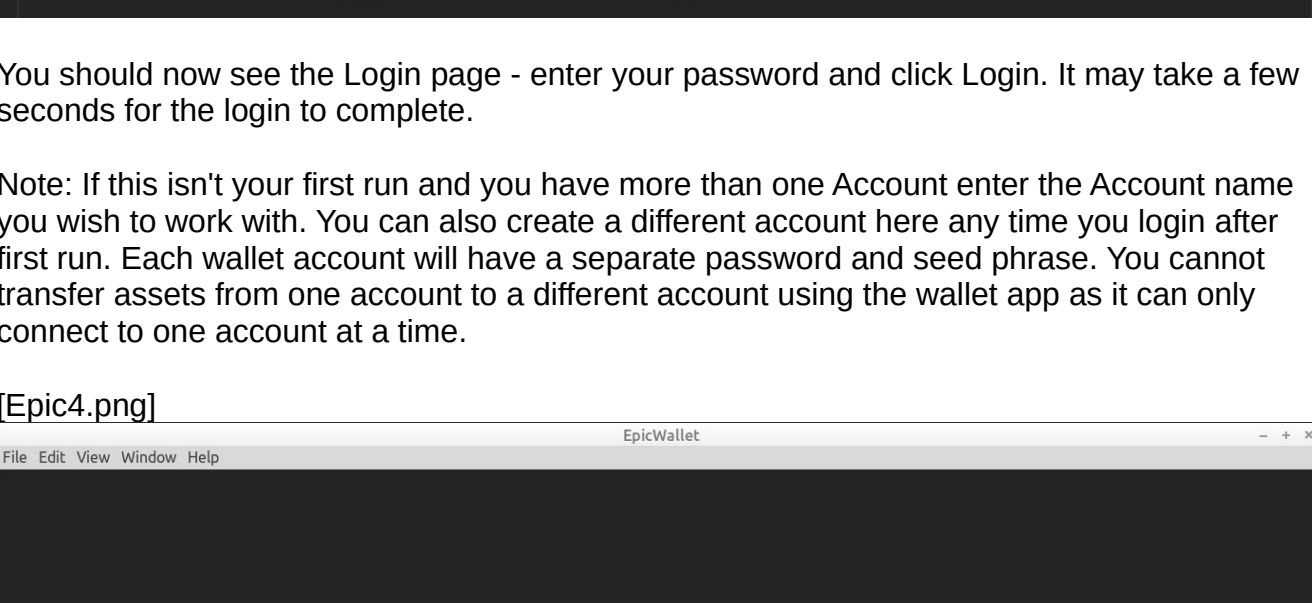 You should now see the Login page - enter your password and click Login. It may take a few
seconds for the login to complete.
Note: If this isn't your first run and you have more than one Account enter the Account name
you wish to work with. You can also create a different account here any time you login after
first run. Each wallet account will have a separate password and seed phrase. You cannot
transfer assets from one account to a different account using the wallet app as it can only
connect to one account at a time.
[Epic4.png]
EpicWallet
File Edit View Window Help